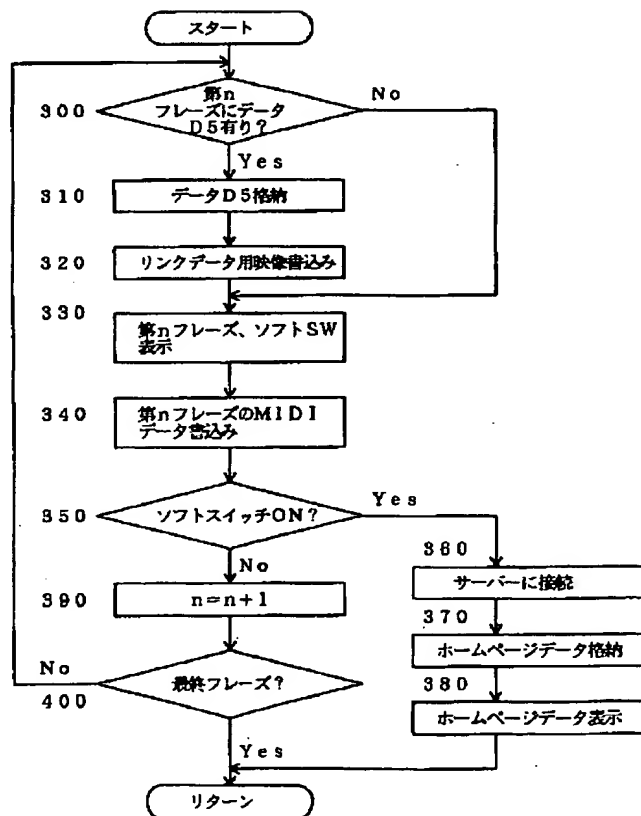 スタート
300
第n
フレーズにデータ
D5有り？
No
Yes
310
データD5格納
320
リンクデータ用映像書込み
330
第nフレーズ、ソフトSW
表示
340
第nフレーズのMIDI
データ書込み
350
ソフトスイッチON？
Yes
No
360
サーバーに接続
370
ホームページデータ格納
380
ホームページデータ表示
390
n=n+1
400
最終フレーズ？
No
Yes
リターン